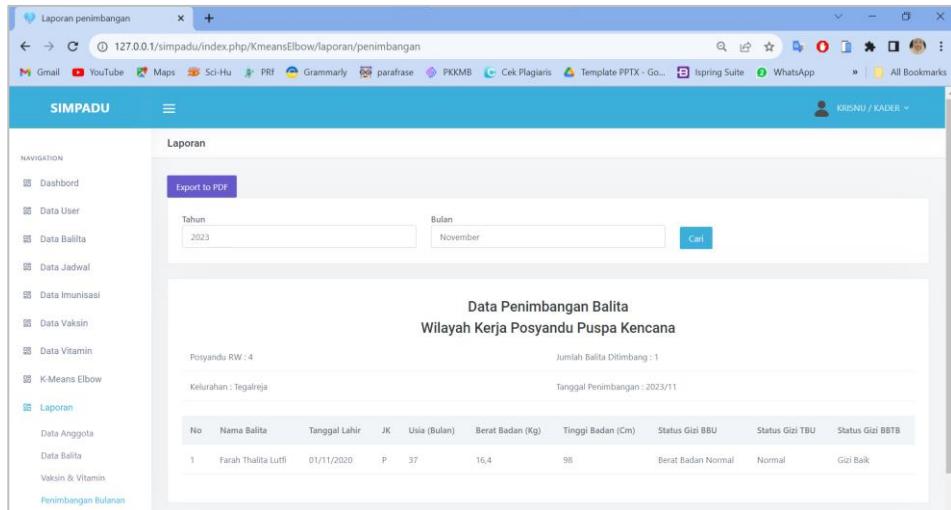 Laporan penimbangan
127.0.0.1/simpadu/index.php/KmeansElbow/laporan/penimbangan
Gmail YouTube Maps Sci-Hu PRf Grammarly parafrase PKKMB Cek Plagiaris Template PPTX - Go... Ispring Suite WhatsApp » All Bookmarks
SIMPADU KRISNU / KADER
Laporan
NAVIGATION
Dashbord
Data User
Data Balilta
Data Jadwal
Data Imunisasi
Data Vaksin
Data Vitamin
K-Means Elbow
Laporan
Data Anggota
Data Balita
Vaksin & Vitamin
Penimbangan Bulanan
Export to PDF
Tahun Bulan
2023 November Cari
Data Penimbangan Balita
Wilayah Kerja Posyandu Puspa Kencana
Posyandu RW : 4 Jumlah Balita Ditimbang : 1
Kelurahan : Tegalreja Tanggal Penimbangan : 2023/11
No Nama Balita Tanggal Lahir JK Usia (Bulan) Berat Badan (Kg) Tinggi Badan (Cm) Status Gizi BBU Status Gizi TBU Status Gizi BBTB
1 Farah Thalita Lutfi 01/11/2020 P 37 16,4 98 Berat Badan Normal Normal Gizi Baik